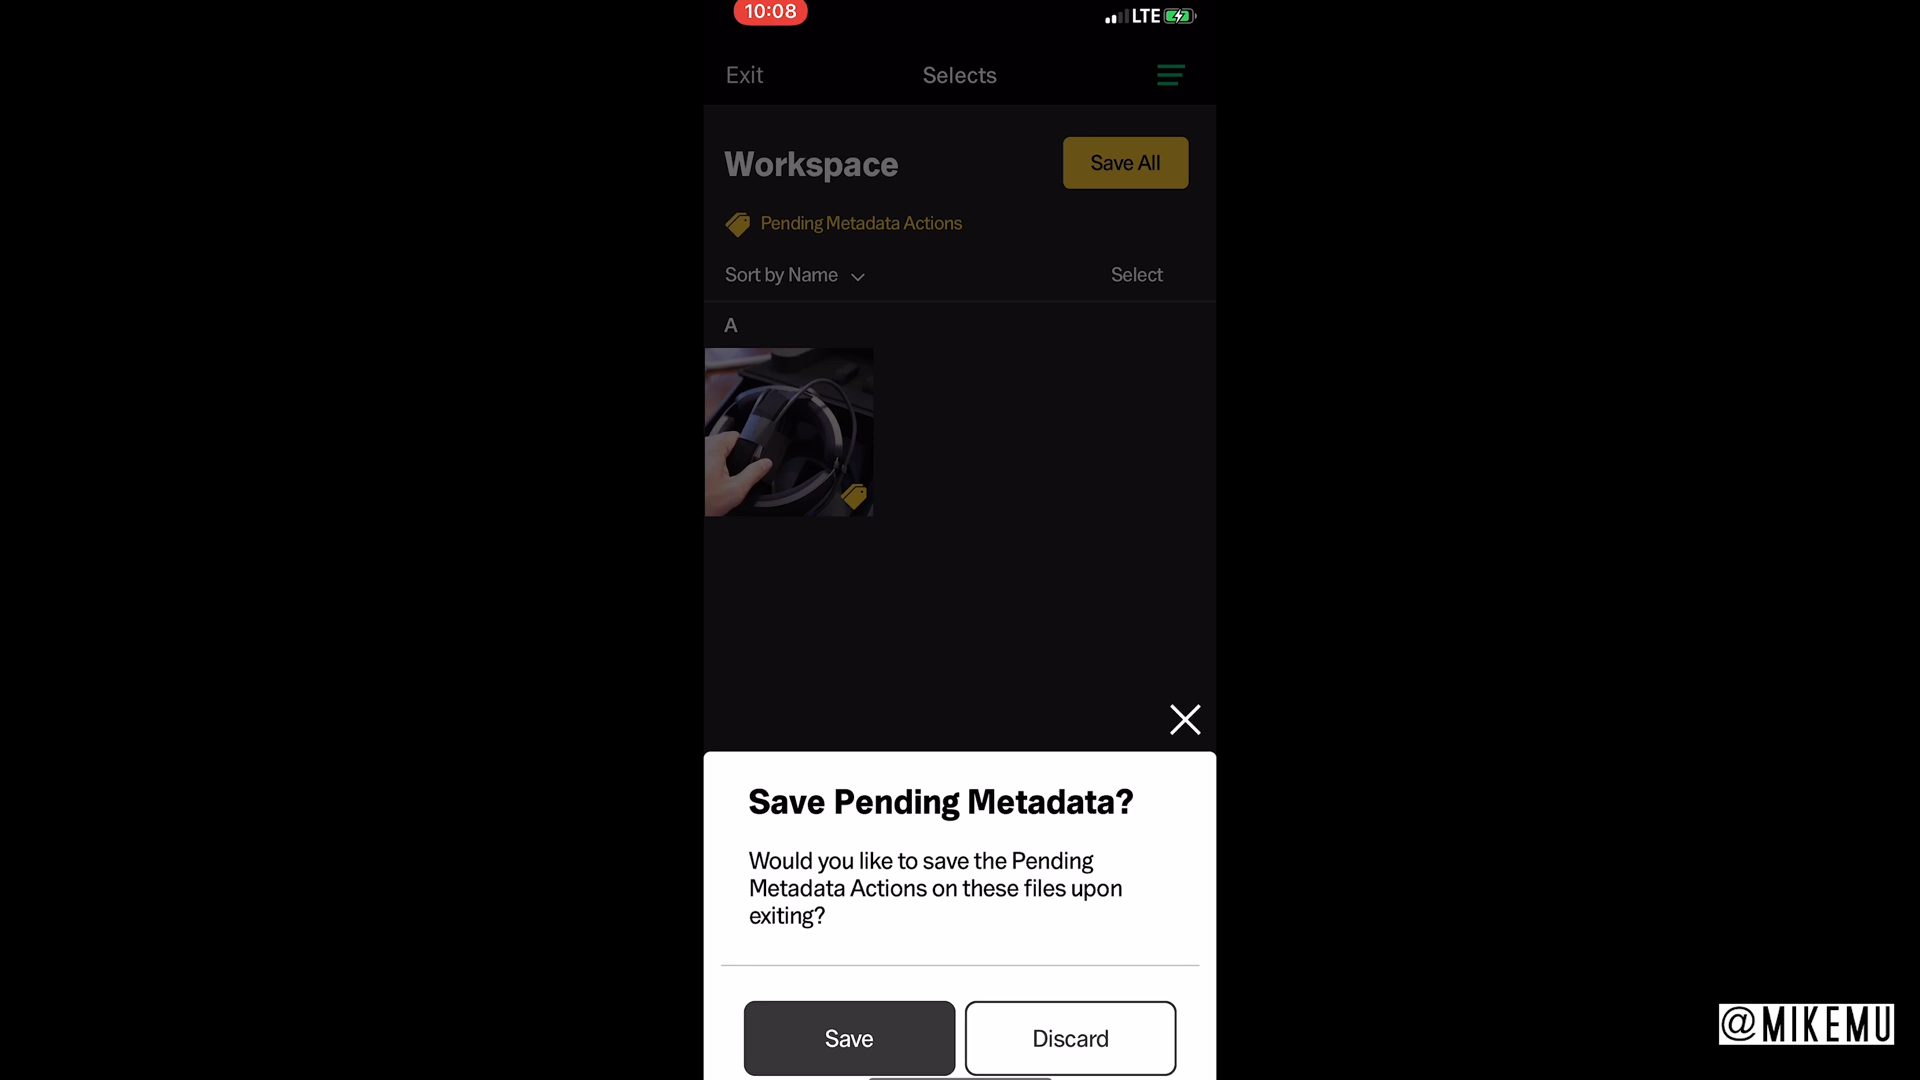 10:08
LTE
Exit
Selects
Workspace
Save All
Pending Metadata Actions
Sort by Name
Select
A
Save Pending Metadata?
Would you like to save the Pending
Metadata Actions on these files upon
exiting?
Save
Discard
@MIKEMU